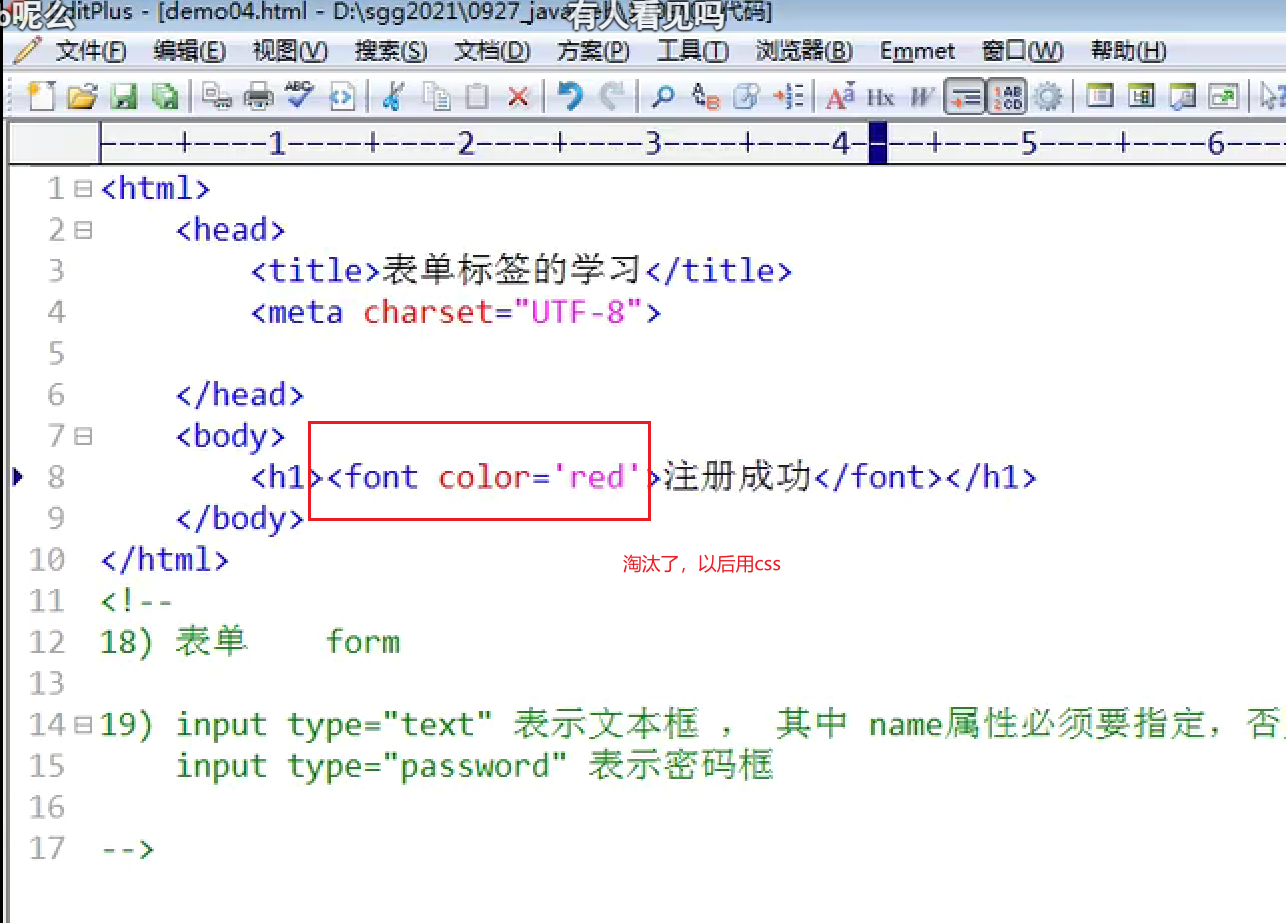 呢么
ditPlus - [demo04.html - D:\sgg2021\0927_java 代码]
有人看见吗
文件(F) 编辑(E) 视图(V) 搜索(S) 文档(D) 方案(P) 工具(T) 浏览器(B) Emmet 窗口(W) 帮助(H)
----+----1----+----2----+----3----+----4----+----5----+----6----
1 <html>
2 <head>
3 <title>表单标签的学习</title>
4 <meta charset="UTF-8">
5
6 </head>
7 <body>
8 <h1><font color='red'>注册成功</font></h1>
9 </body>
10 </html>
淘汰了，以后用css
11 <!--
12 18) 表单 form
13
14 19) input type="text" 表示文本框 ， 其中 name属性必须要指定，否
15 input type="password" 表示密码框
16
17 -->